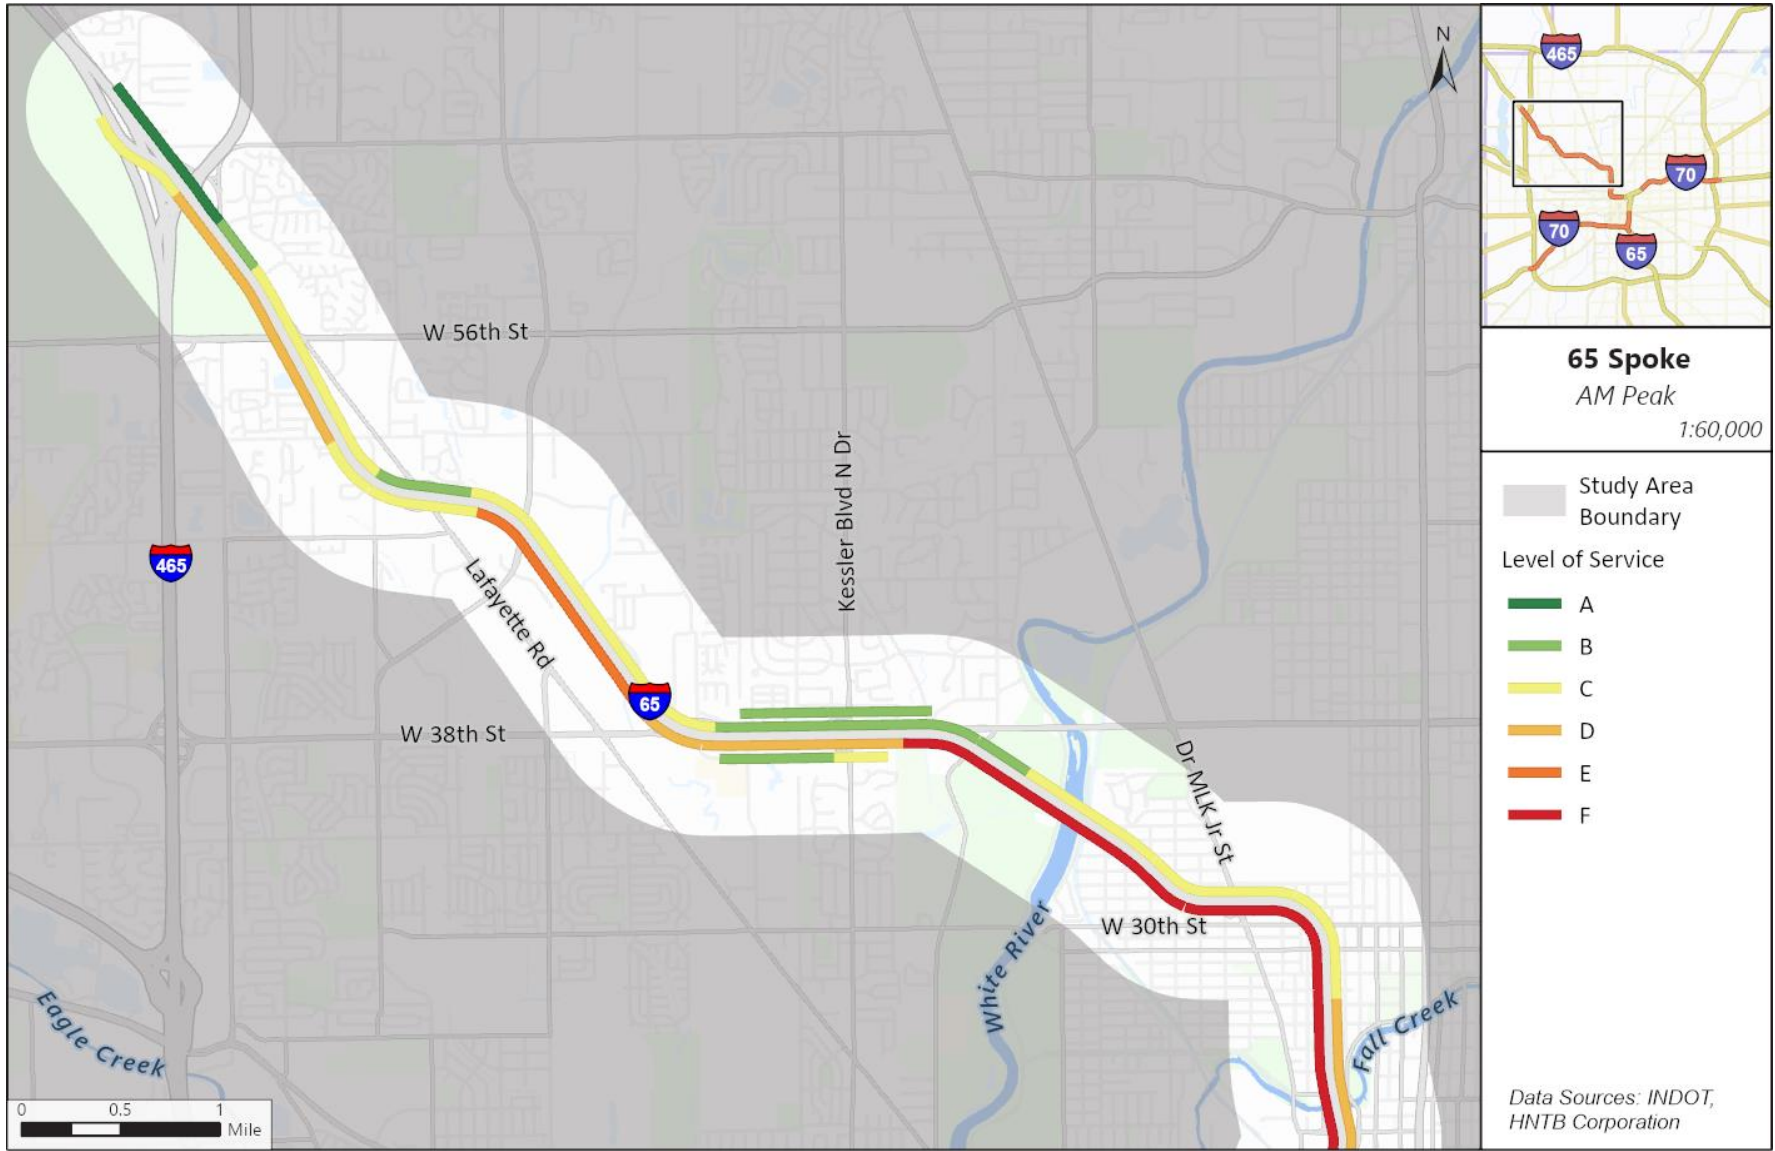 N
W 56th St
Kessler Blvd N Dr
465
Lafayette Rd
65
W 38th St
Dr MLK Jr St
W 30th St
White River
Fall Creek
Eagle Creek
0 0.5 1
Mile
465
70
70
65
65 Spoke
AM Peak
1:60,000
Study Area
Boundary
Level of Service
A
B
C
D
E
F
Data Sources: INDOT,
HNTB Corporation